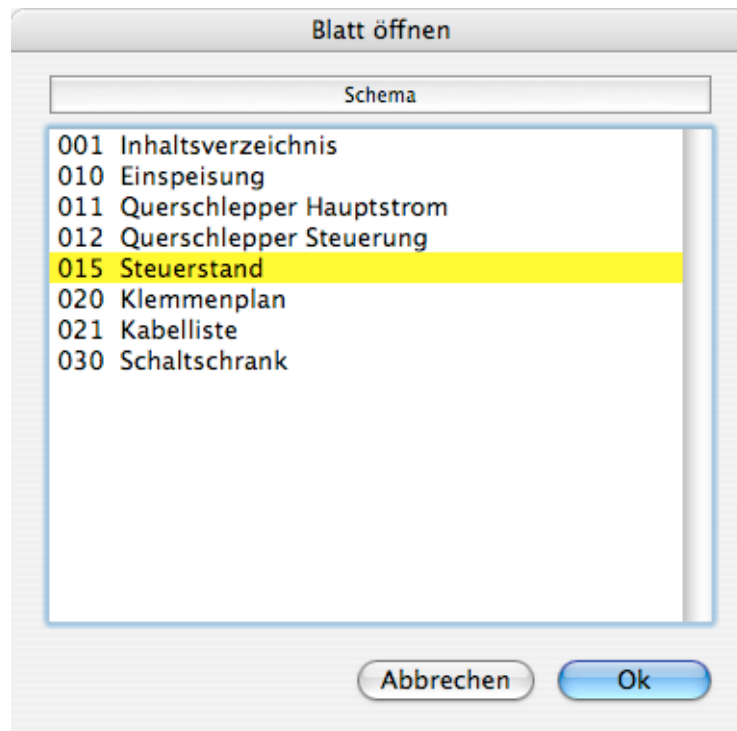 Blatt öffnen
Schema
001 Inhaltsverzeichnis
010 Einspeisung
011 Querschlepper Hauptstrom
012 Querschlepper Steuerung
015 Steuerstand
020 Klemmenplan
021 Kabelliste
030 Schaltschrank
Abbrechen Ok